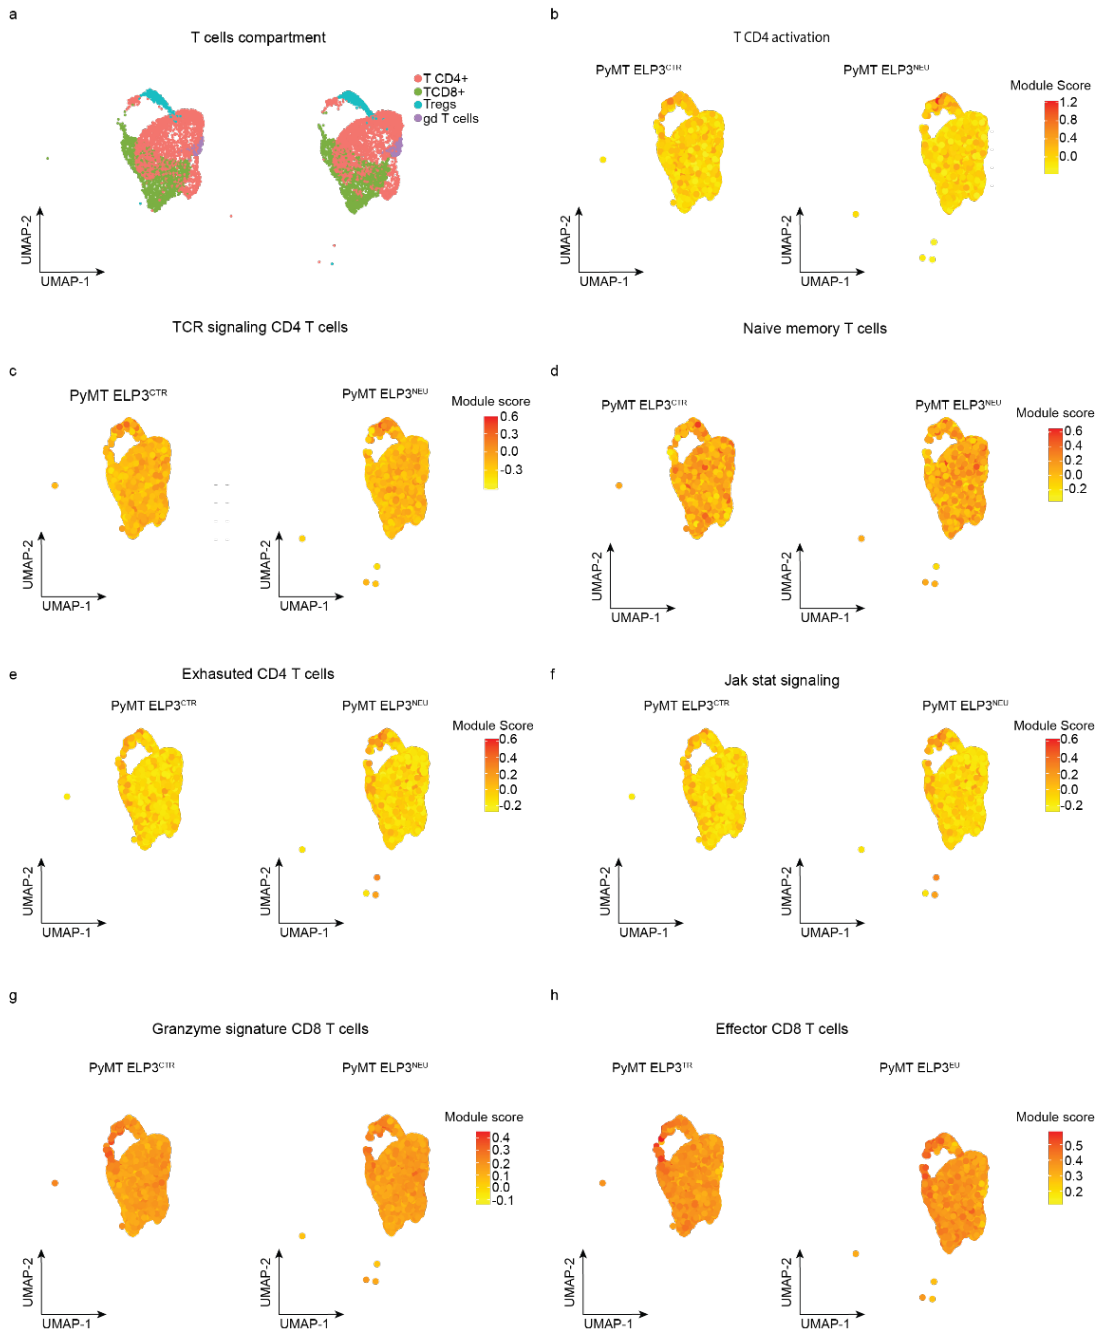 a
T cells compartment
T CD4+
TCD8+
Tregs
gd T cells
UMAP-2
UMAP-1
b
T CD4 activation
PyMT ELP3CTR
PyMT ELP3NEU
Module Score
1.2
0.8
0.4
0.0
UMAP-2
UMAP-1
UMAP-2
UMAP-1
TCR signaling CD4 T cells
c
PyMT ELP3CTR
PyMT ELP3NEU
Module score
0.6
0.3
0.0
-0.3
UMAP-2
UMAP-1
UMAP-2
UMAP-1
Naive memory T cells
d
PyMT ELP3CTR
PyMT ELP3NEU
Module score
0.6
0.4
0.2
0.0
-0.2
UMAP-2
UMAP-1
UMAP-2
UMAP-1
e
Exhasuted CD4 T cells
PyMT ELP3CTR
PyMT ELP3NEU
Module Score
0.6
0.4
0.2
0.0
-0.2
UMAP-2
UMAP-1
UMAP-2
UMAP-1
f
Jak stat signaling
PyMT ELP3CTR
PyMT ELP3NEU
Module Score
0.6
0.4
0.2
0.0
-0.2
UMAP-2
UMAP-1
UMAP-2
UMAP-1
g
Granzyme signature CD8 T cells
PyMT ELP3CTR
PyMT ELP3NEU
Module score
0.4
0.3
0.2
0.1
0.0
-0.1
UMAP-2
UMAP-1
UMAP-2
UMAP-1
h
Effector CD8 T cells
PyMT ELP3TR
PyMT ELP3EU
Module score
0.5
0.4
0.3
0.2
UMAP-2
UMAP-1
UMAP-2
UMAP-1